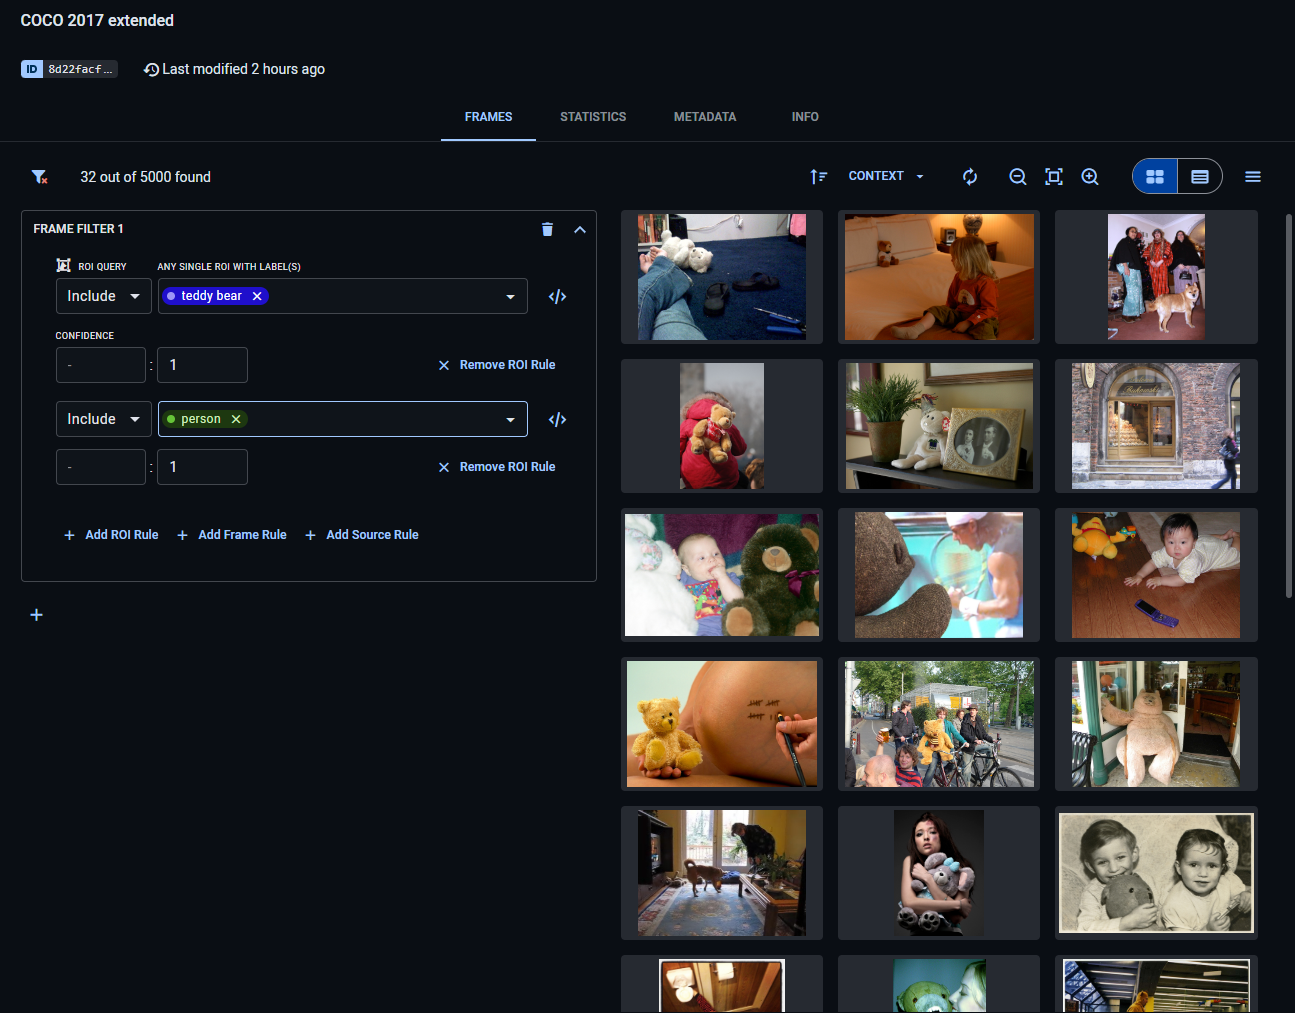 COCO 2017 extended
ID 8d22facf... Last modified 2 hours ago
FRAMES STATISTICS METADATA INFO
32 out of 5000 found CONTEXT
FRAME FILTER 1
ROI QUERY ANY SINGLE ROI WITH LABEL(S)
Include teddy bear
CONFIDENCE
- : 1 Remove ROI Rule
Include person
- : 1 Remove ROI Rule
+ Add ROI Rule + Add Frame Rule + Add Source Rule
+